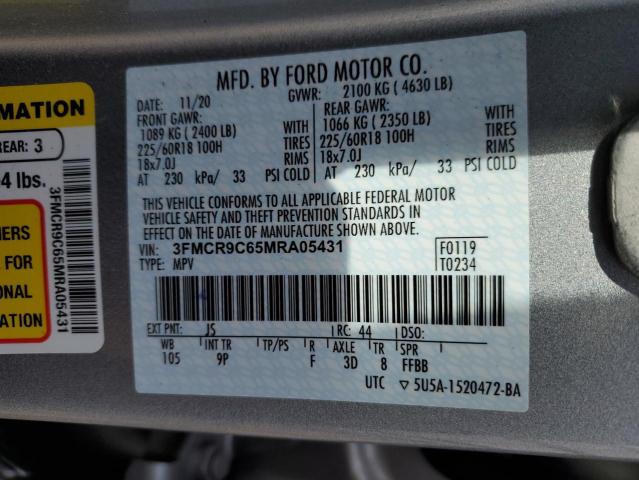 MATION
REAR: 3
4 lbs.
MERS
K FOR
ONAL
ION
3FMCR9C65MRA05431
MFD. BY FORD MOTOR CO.
DATE: 11/20 GVWR: 2100 KG ( 4630 LB)
FRONT GAWR: REAR GAWR:
1089 KG ( 2400 LB) WITH 1066 KG ( 2350 LB) WITH
225/60R18 100H TIRES 225/60R18 100H TIRES
18x7.0J RIMS 18x7.0J RIMS
AT 230 kPa/ 33 PSI COLD AT 230 kPa/ 33 PSI COLD
THIS VEHICLE CONFORMS TO ALL APPLICABLE FEDERAL MOTOR
VEHICLE SAFETY AND THEFT PREVENTION STANDARDS IN
EFFECT ON THE DATE OF MANUFACTURE SHOWN ABOVE.
VIN: 3FMCR9C65MRA05431 F0119
TYPE: MPV T0234
EXT PNT: JS RC: 44 DSO:
WB INT TR TP/PS R AXLE TR SPR
105 9P F 3D 8 FFBB
UTC ▽5U5A-1520472-BA